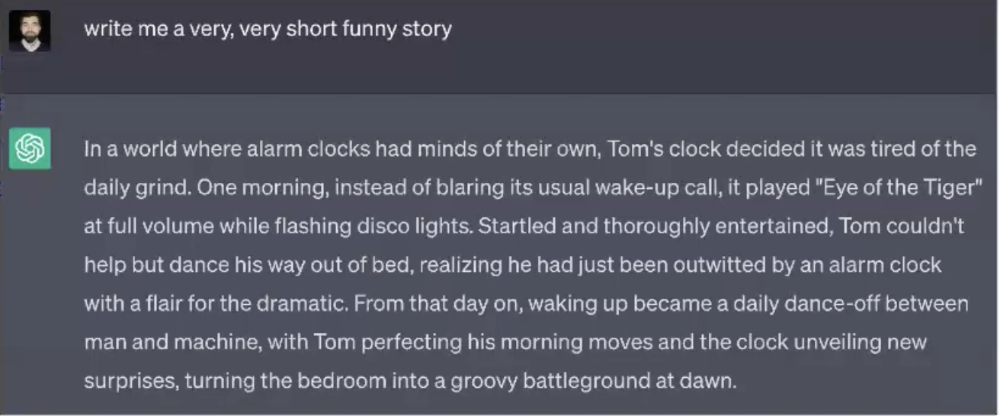 write me a very, very short funny story
In a world where alarm clocks had minds of their own, Tom's clock decided it was tired of the
daily grind. One morning, instead of blaring its usual wake-up call, it played "Eye of the Tiger"
at full volume while flashing disco lights. Startled and thoroughly entertained, Tom couldn't
help but dance his way out of bed, realizing he had just been outwitted by an alarm clock
with a flair for the dramatic. From that day on, waking up became a daily dance-off between
man and machine, with Tom perfecting his morning moves and the clock unveiling new
surprises, turning the bedroom into a groovy battleground at dawn.